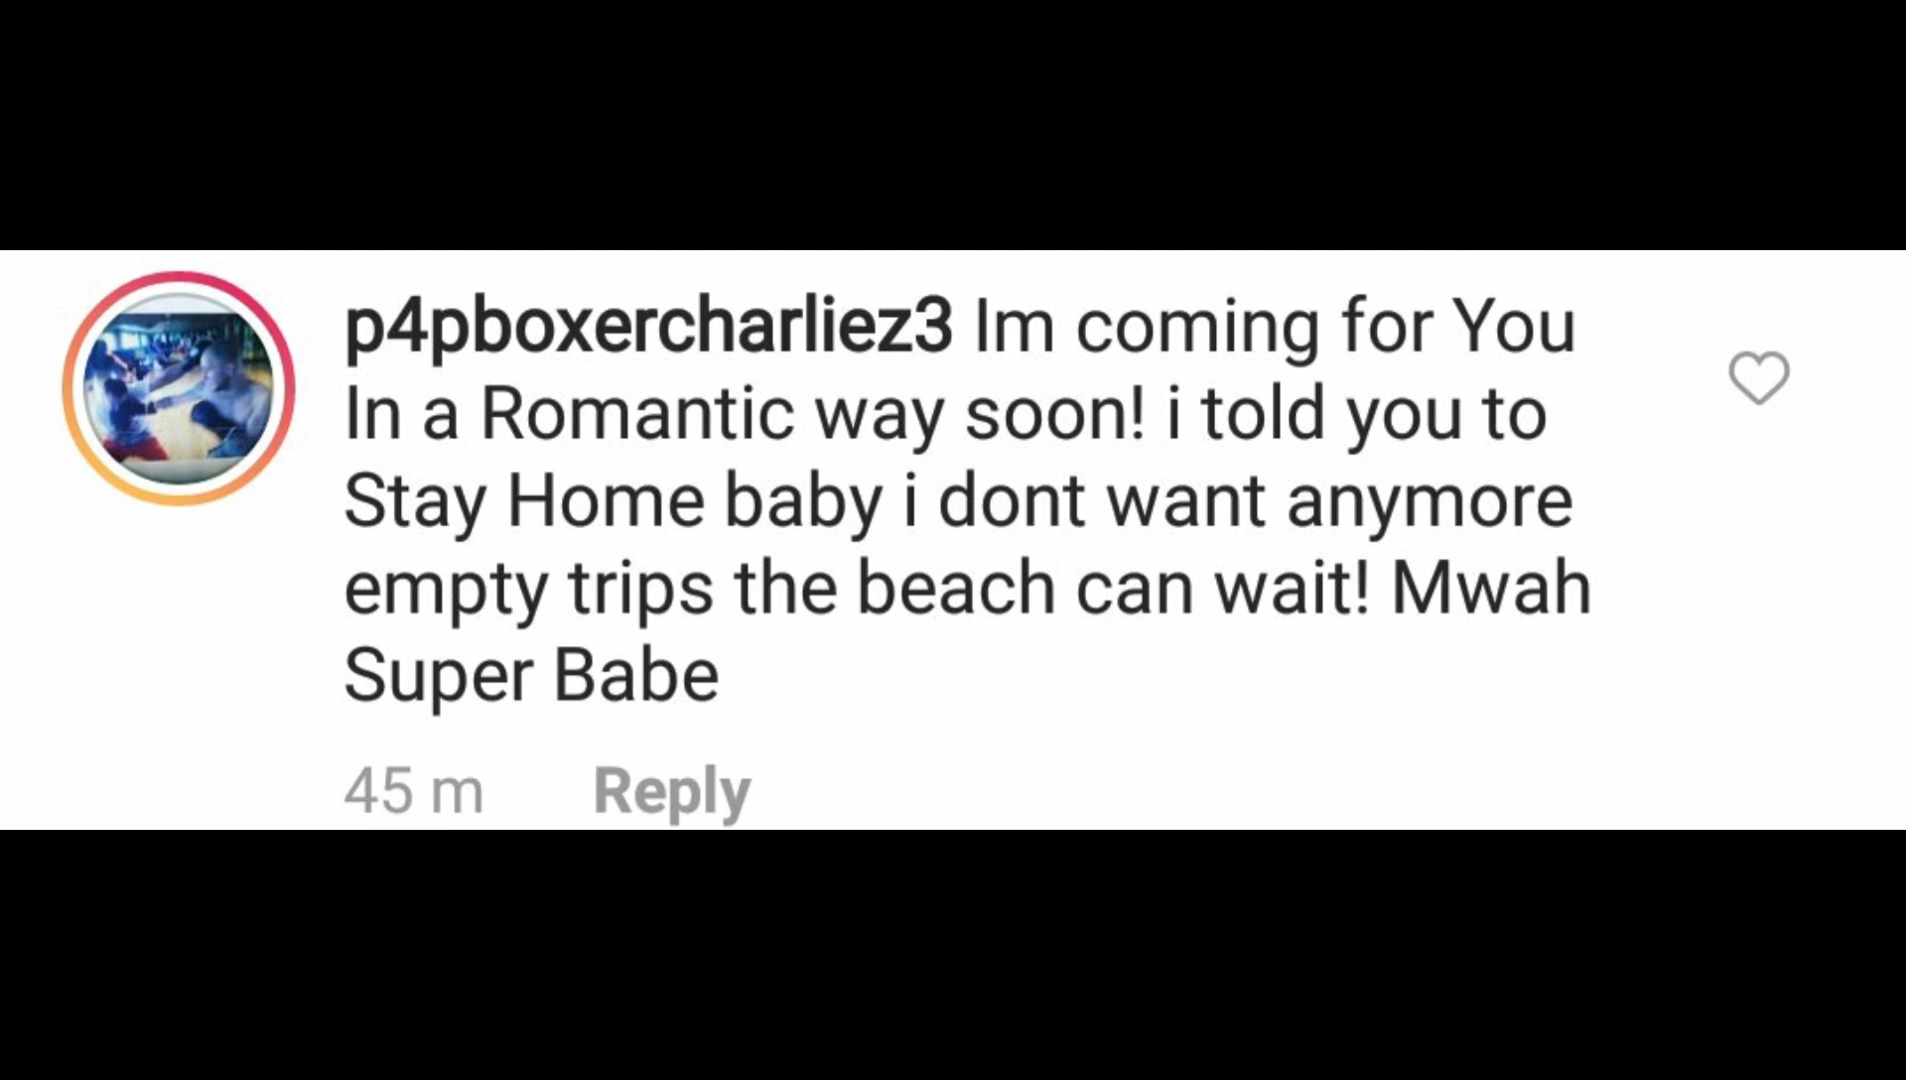 p4pboxercharliez3 Im coming for You
In a Romantic way soon! i told you to
Stay Home baby i dont want anymore
empty trips the beach can wait! Mwah
Super Babe
45 m Reply